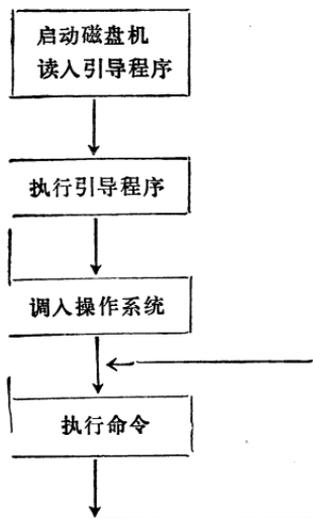 启动磁盘机
读入引导程序
执行引导程序
调入操作系统
执行命令